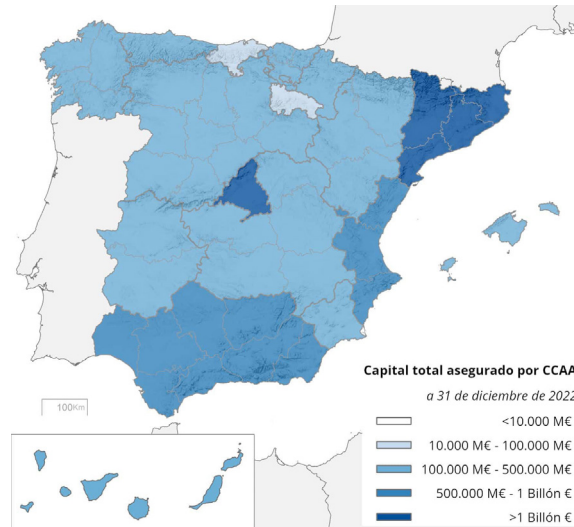 Capital total asegurado por CCAA
a 31 de diciembre de 2022
100Km
<10.000 M€
10.000 M€ - 100.000 M€
100.000 M€ - 500.000 M€
500.000 M€ - 1 Billón €
>1 Billón €